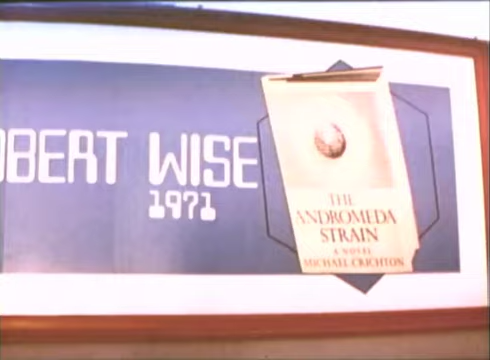 OBERT WISE
1971
THE
ANDROMEDA
STRAIN
A NOVEL
MICHAEL CRICHTON